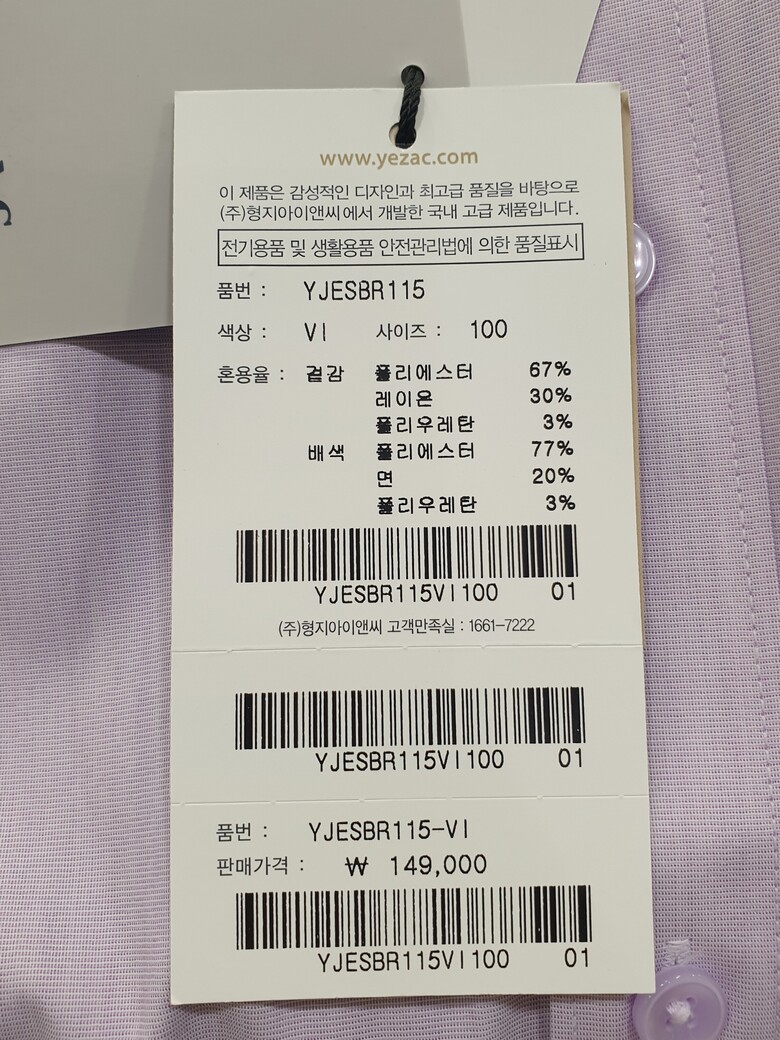 www.yezac.com
이 제품은 감성적인 디자인과 최고급 품질을 바탕으로
(주)형지아이앤씨에서 개발한 국내 고급 제품입니다.
전기용품 및 생활용품 안전관리법에 의한 품질표시
품번 : YJESBR115
색상 : VI 사이즈 : 100
혼용율 : 겉감 폴리에스터 67%
레이온 30%
폴리우레탄 3%
배색 폴리에스터 77%
면 20%
폴리우레탄 3%
YJESBR115VI100 01
(주)형지아이앤씨 고객만족실 : 1661-7222
YJESBR115VI100 01
품번 : YJESBR115-VI
판매가격 : ₩ 149,000
YJESBR115VI100 01